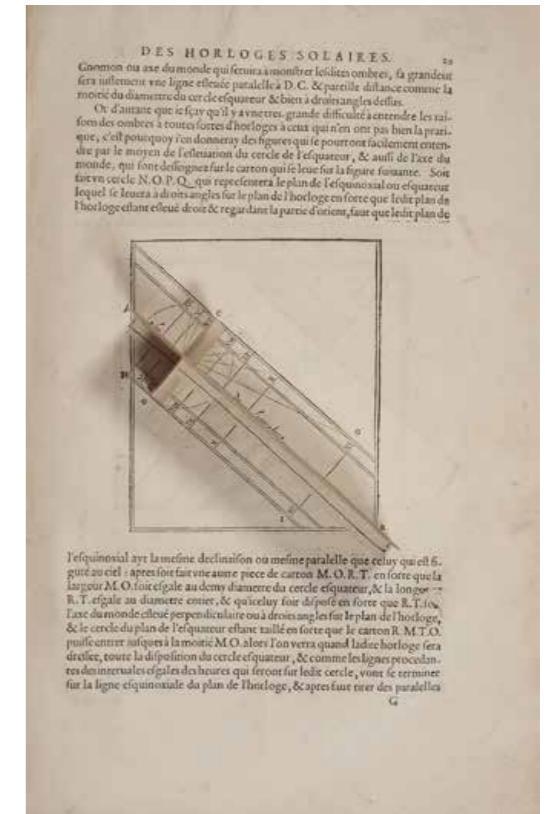 DES HORLOGES SOLAIRES.
Gnomon ou axe du monde qui seruira à monstrer lesdites ombres, sa grandeur
sera iustement vne ligne esleuée paralelle à D.C. & pareille distance comme la
moitié du diamettre du cercle esquateur & bien à droits angles dessus.
Or d'autant que ie sçay qu'il y a vne tres-grande difficulté à entendre les rai-
sons des ombres à toutes sortes d'horloges à ceux qui n'en ont pas bien la prati-
que, c'est pourquoy i'en donneray des figures qui se pourront facilement enten-
dre par le moyen de l'esleuation du cercle de l'esquateur, & aussi de l'axe du
monde, qui sont dessoignez sur le carton qui se leue sur la figure suiuante. Soit
fait vn cercle N.O.P.Q. qui representera le plan de l'esquinoxial ou esquateur
lequel se leuera à droits angles sur le plan de l'horloge en sorte que ledit plan de
l'horloge estant esleué droit & regardant la partie d'orient, faut que ledit plan de
A
C
G
I
l'esquinoxial ayt la mesme declinaison ou mesme paralelle que celuy qui est fi-
guré au ciel : apres soit fait vne autre piece de carton M.O.R.T. en sorte que la
largeur M.O. soit esgale au demy diametre du cercle esquateur, & la longueur
R.T. esgale au diametre entier, & qu'iceluy soit disposé en sorte que R.T. soit
l'axe du monde esleué perpendiculaire ou à droits angles sur le plan de l'horloge,
& le cercle du plan de l'esquateur estant taillé en sorte que le carton R.M.T.O.
puisse entrer iusques à la moitié M.O. alors l'on verra quand ladite horloge sera
dressee, toute la disposition du cercle esquateur, & comme les lignes procedan-
tes des interuales esgales des heures qui seront sur ledit cercle, vont se terminer
sur la ligne esquinoxiale du plan de l'horloge, & apres faut tirer des paralelles
G